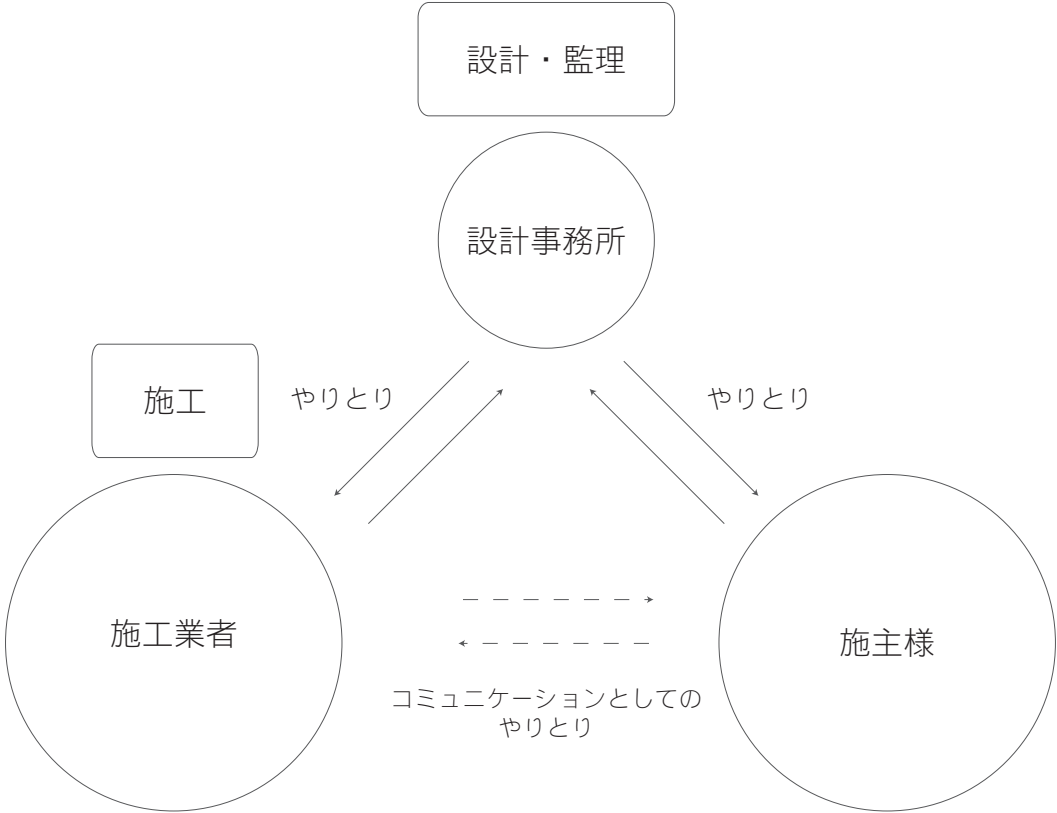 設計・監理
設計事務所
施工
やりとり
やりとり
施工業者
施主様
コミュニケーションとしての
やりとり